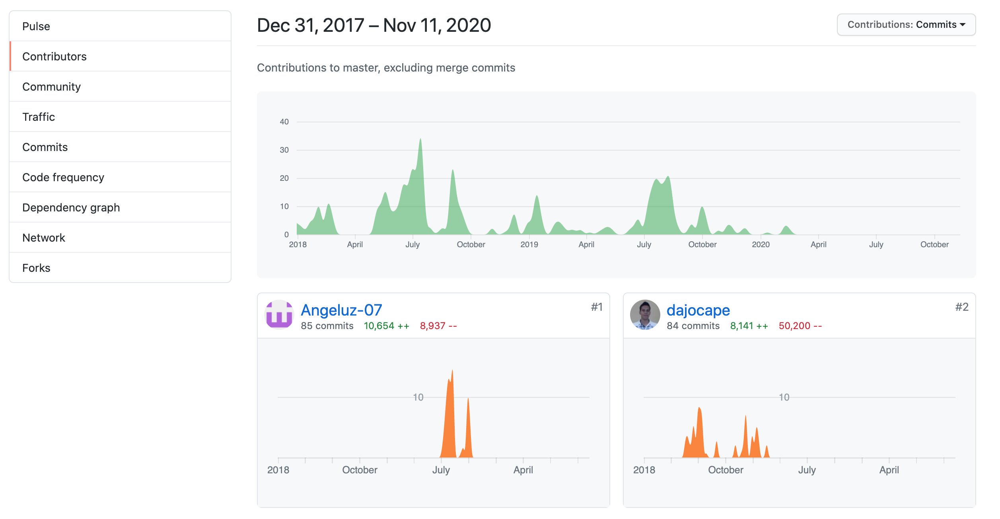 Pulse
Contributors
Community
Traffic
Commits
Code frequency
Dependency graph
Network
Forks
Dec 31, 2017 – Nov 11, 2020
Contributions: Commits
Contributions to master, excluding merge commits
40
30
20
10
0
2018 April July October 2019 April July October 2020 April July October
Angeluz-07 #1
85 commits 10,654 ++ 8,937 --
10
2018 October July April
dajocape #2
84 commits 8,141 ++ 50,200 --
10
2018 October July April